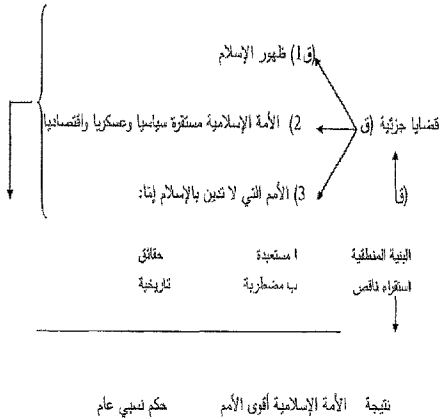 (ق1) ظهور الإسلام
قضايا جزئية (ق 2) الأمة الإسلامية مستقرة سياسيا وعسكريا واقتصاديا
(ق 3) الأمم التي لا تدين بالإسلام إمّا:
البنية المنطقية ا مستعبدة حقائق
استقراء ناقص ب مضطربة تاريخية
نتيجة الأمة الإسلامية أقوى الأمم حكم نسبي عام